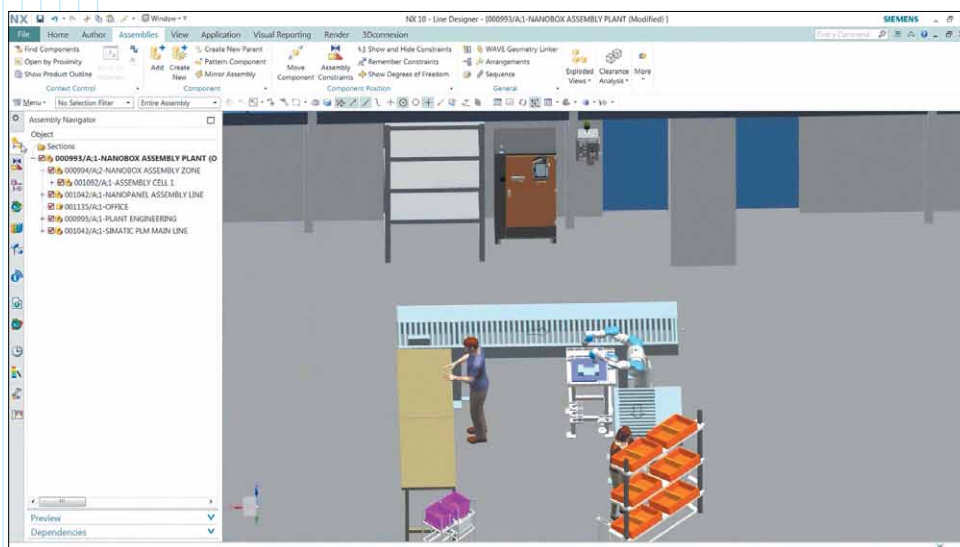 NX
Window
NX 10 - Line Designer - [000993/A;1-NANOBOX ASSEMBLY PLANT (Modified) ]
SIEMENS
File Home Author Assemblies View Application Visual Reporting Render 3Dconnexion
Find a Command
Find Components
Open by Proximity
Show Product Outline
Context Control
Add
Create New
Create New Parent
Pattern Component
Mirror Assembly
Component
Move Component
Assembly Constraints
Show and Hide Constraints
Remember Constraints
Show Degrees of Freedom
Component Position
WAVE Geometry Linker
Arrangements
Sequence
General
Exploded Views
Clearance Analysis
More
Menu
No Selection Filter
Entire Assembly
Assembly Navigator
Object
Sections
000993/A;1-NANOBOX ASSEMBLY PLANT (O
000994/A;2-NANOBOX ASSEMBLY ZONE
001092/A;1-ASSEMBLY CELL 1
001042/A;1-NANOPANEL ASSEMBLY LINE
001135/A;1-OFFICE
000995/A;1-PLANT ENGINEERING
001043/A;1-SIMATIC PLM MAIN LINE
Preview
Dependencies